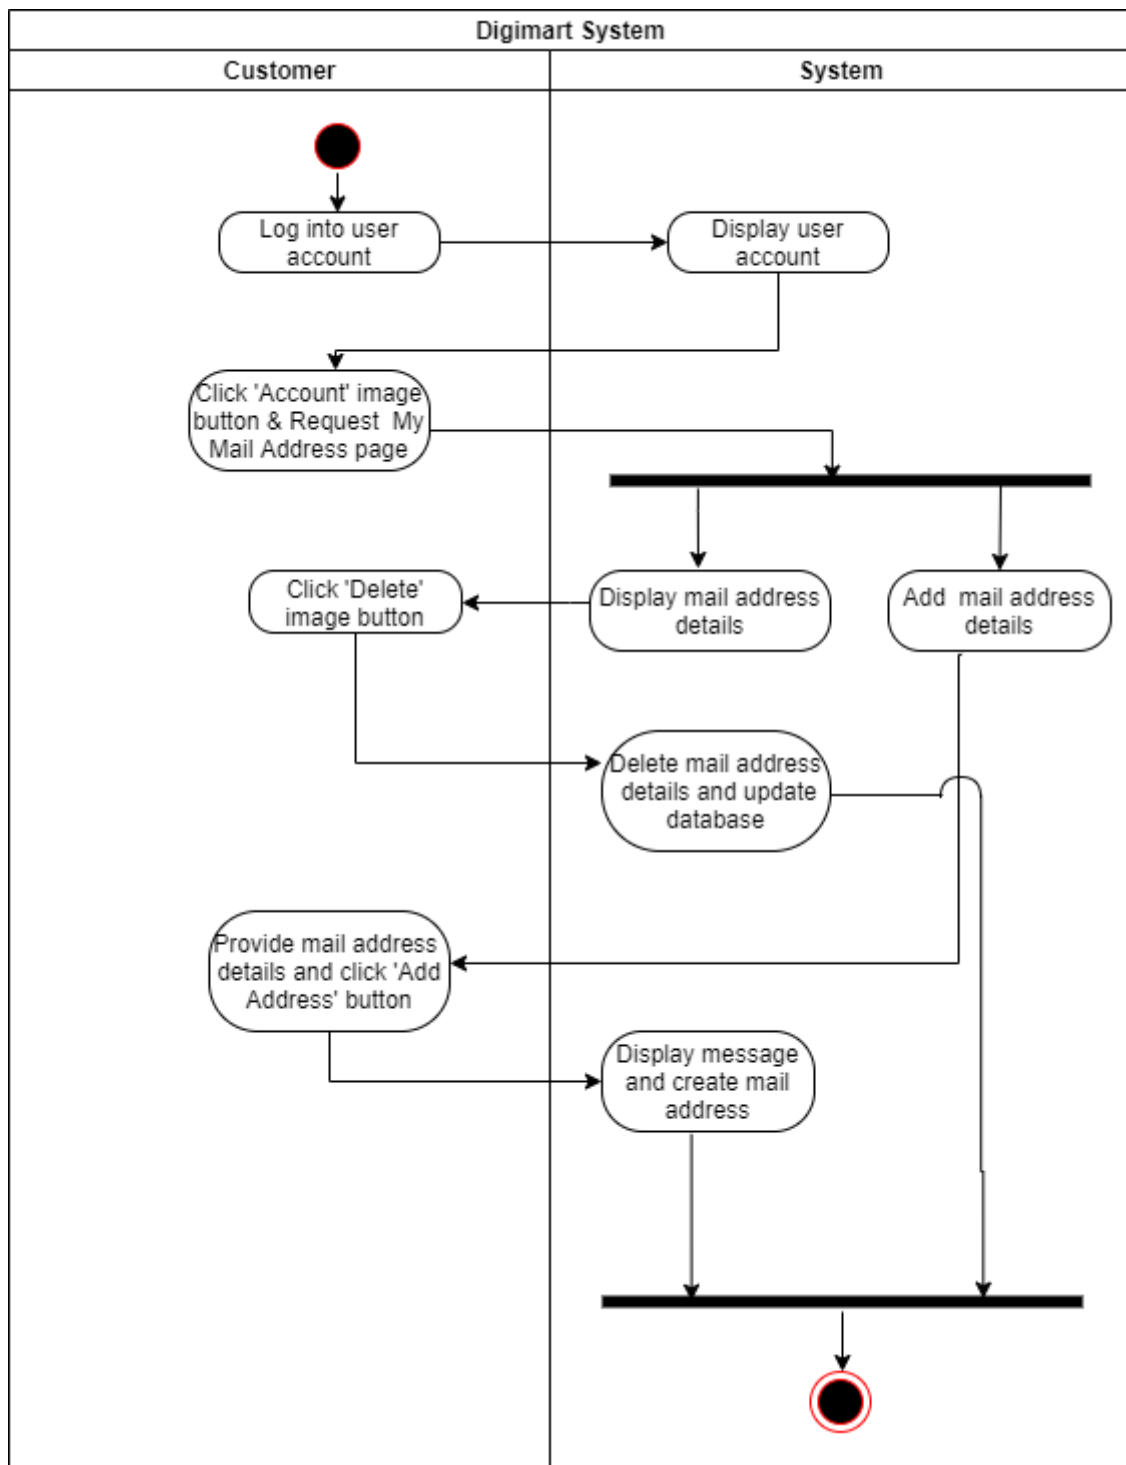 Digimart System
Customer
System
Log into user
account
Display user
account
Click 'Account' image
button & Request  My
Mail Address page
Click 'Delete'
image button
Display mail address
details
Add  mail address
details
Delete mail address
details and update
database
Provide mail address
details and click 'Add
Address' button
Display message
and create mail
address